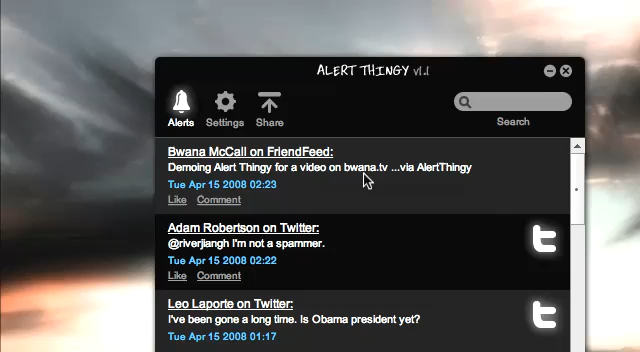 ALERT THINGY v1.1
Alerts
Settings
Share
Search
Bwana McCall on FriendFeed:
Demoing Alert Thingy for a video on bwana.tv ...via AlertThingy
Tue Apr 15 2008 02:23
Like Comment
Adam Robertson on Twitter:
@riverjiangh I'm not a spammer.
Tue Apr 15 2008 02:22
Like Comment
Leo Laporte on Twitter:
I've been gone a long time. Is Obama president yet?
Tue Apr 15 2008 01:17